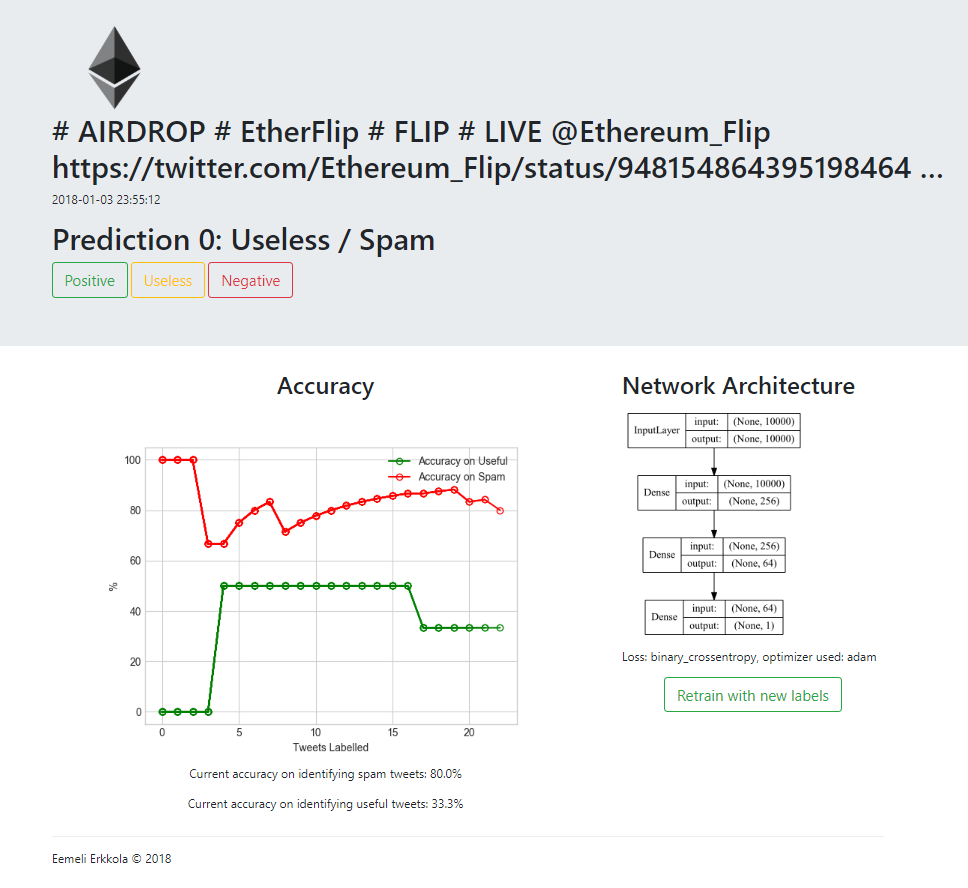 # AIRDROP # EtherFlip # FLIP # LIVE @Ethereum_Flip
https://twitter.com/Ethereum_Flip/status/948154864395198464 ...
2018-01-03 23:55:12
Prediction 0: Useless / Spam
Positive Useless Negative
Accuracy
100
80
60
40
20
0
%
0 5 10 15 20
Tweets Labelled
Accuracy on Useful
Accuracy on Spam
Current accuracy on identifying spam tweets: 80.0%
Current accuracy on identifying useful tweets: 33.3%
Network Architecture
InputLayer input: (None, 10000)
output: (None, 10000)
Dense input: (None, 10000)
output: (None, 256)
Dense input: (None, 256)
output: (None, 64)
Dense input: (None, 64)
output: (None, 1)
Loss: binary_crossentropy, optimizer used: adam
Retrain with new labels
Eemeli Erkkola © 2018